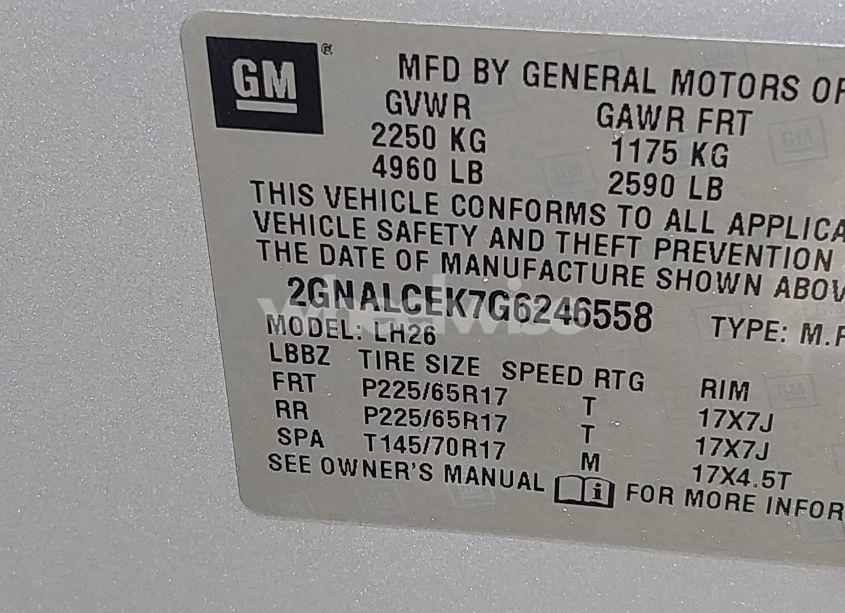 GM ®
MFD BY GENERAL MOTORS OF
GVWR GAWR FRT
2250 KG 1175 KG
4960 LB 2590 LB
THIS VEHICLE CONFORMS TO ALL APPLICA
VEHICLE SAFETY AND THEFT PREVENTION
THE DATE OF MANUFACTURE SHOWN ABOV
2GNALCEK7G6246558 TYPE: M.P
wheelwise
MODEL: LH26
LBBZ TIRE SIZE SPEED RTG RIM
FRT P225/65R17 T 17X7J
RR P225/65R17 T 17X7J
SPA T145/70R17 M 17X4.5T
SEE OWNER'S MANUAL i FOR MORE INFOR